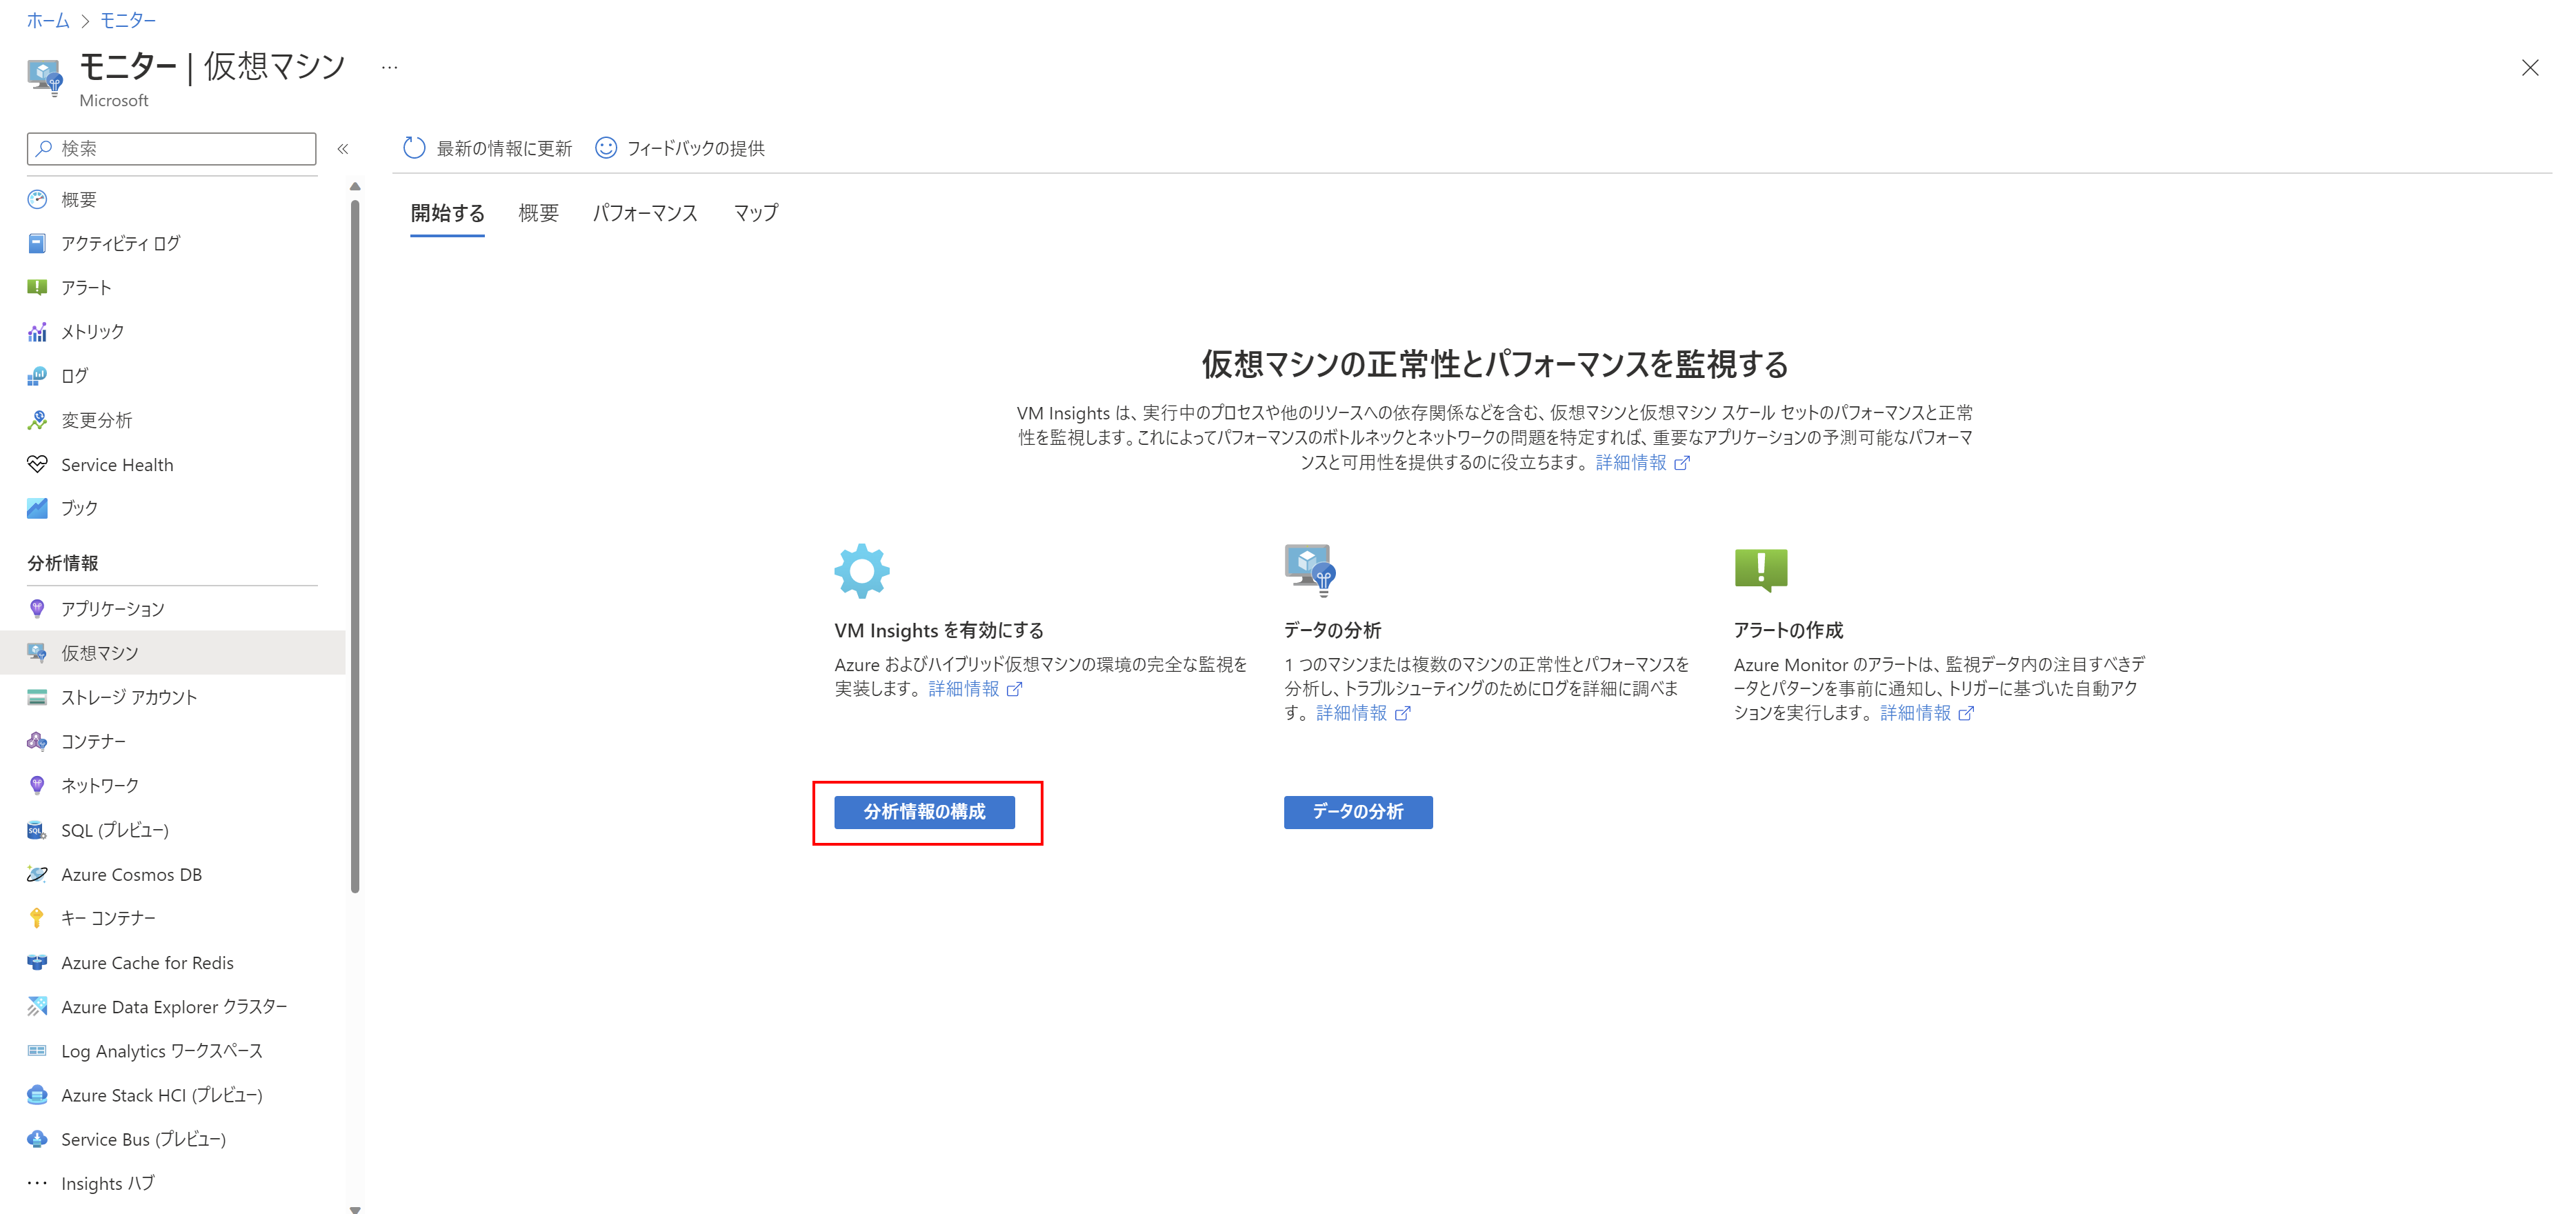 ホーム > モニター
モニター | 仮想マシン ...
Microsoft
検索
«
概要
アクティビティ ログ
アラート
メトリック
ログ
変更分析
Service Health
ブック
分析情報
アプリケーション
仮想マシン
ストレージ アカウント
コンテナー
ネットワーク
SQL (プレビュー)
Azure Cosmos DB
キー コンテナー
Azure Cache for Redis
Azure Data Explorer クラスター
Log Analytics ワークスペース
Azure Stack HCI (プレビュー)
Service Bus (プレビュー)
Insights ハブ
最新の情報に更新 フィードバックの提供
開始する 概要 パフォーマンス マップ
仮想マシンの正常性とパフォーマンスを監視する
VM Insights は、実行中のプロセスや他のリソースへの依存関係などを含む、仮想マシンと仮想マシン スケール セットのパフォーマンスと正常
性を監視します。これによってパフォーマンスのボトルネックとネットワークの問題を特定すれば、重要なアプリケーションの予測可能なパフォーマ
ンスと可用性を提供するのに役立ちます。 詳細情報
VM Insights を有効にする
Azure およびハイブリッド仮想マシンの環境の完全な監視を
実装します。 詳細情報
分析情報の構成
データの分析
1 つのマシンまたは複数のマシンの正常性とパフォーマンスを
分析し、トラブルシューティングのためにログを詳細に調べま
す。 詳細情報
データの分析
アラートの作成
Azure Monitor のアラートは、監視データ内の注目すべきデ
ータとパターンを事前に通知し、トリガーに基づいた自動アク
ションを実行します。 詳細情報